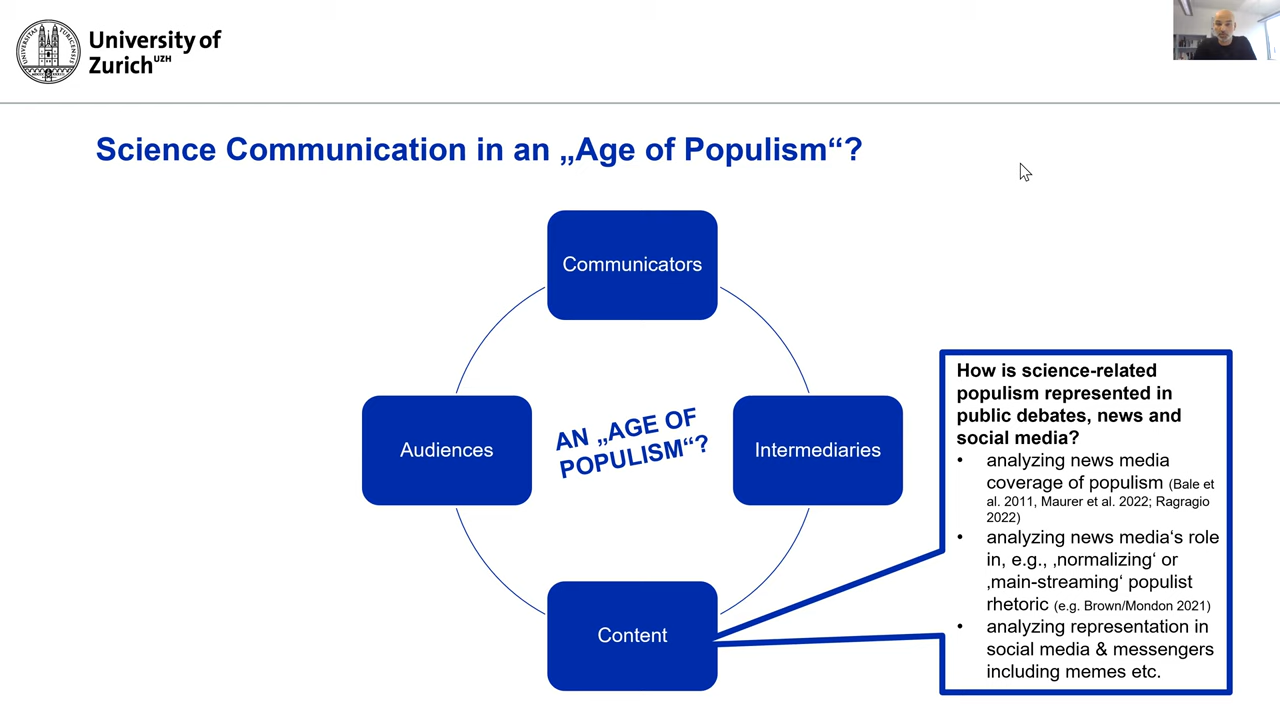 University of
Zurich UZH
Science Communication in an „Age of Populism“?
Communicators
Audiences
AN „AGE OF
POPULISM“?
Intermediaries
Content
How is science-related
populism represented in
public debates, news and
social media?
• analyzing news media
coverage of populism (Bale et
al. 2011, Maurer et al. 2022; Ragragio
2022)
• analyzing news media‘s role
in, e.g., ‚normalizing‘ or
‚main-streaming‘ populist
rhetoric (e.g. Brown/Mondon 2021)
• analyzing representation in
social media & messengers
including memes etc.